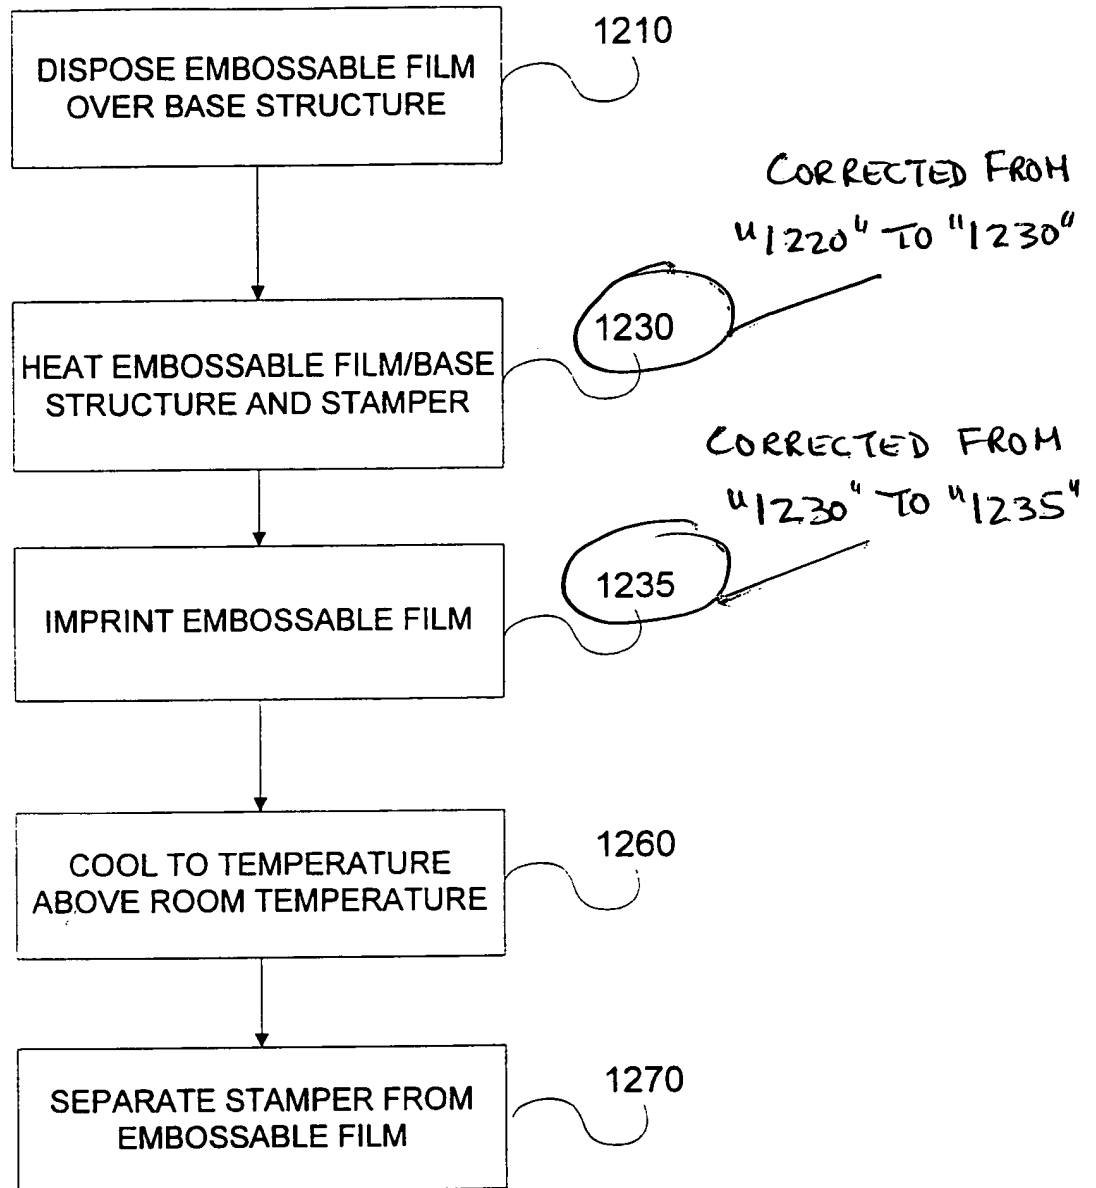 1210
DISPOSE EMBOSSABLE FILM
OVER BASE STRUCTURE
CORRECTED FROM
"1220" TO "1230"
1230
HEAT EMBOSSABLE FILM/BASE
STRUCTURE AND STAMPER
CORRECTED FROM
"1230" TO "1235"
1235
IMPRINT EMBOSSABLE FILM
1260
COOL TO TEMPERATURE
ABOVE ROOM TEMPERATURE
1270
SEPARATE STAMPER FROM
EMBOSSABLE FILM